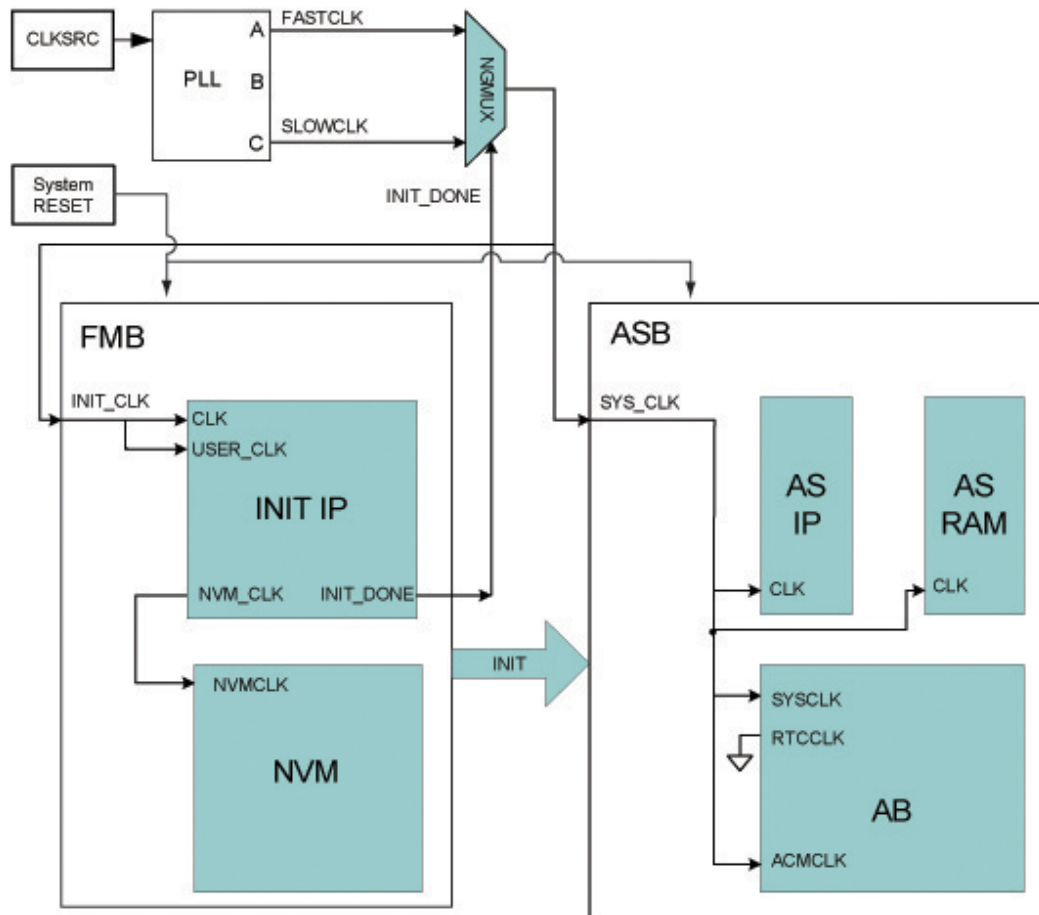 CLKSRC
PLL
A
B
C
FASTCLK
SLOWCLK
NGMUX
System
RESET
INIT_DONE
FMB
INIT_CLK
CLK
USER_CLK
INIT IP
NVM_CLK
INIT_DONE
NVMCLK
NVM
INIT
ASB
SYS_CLK
AS
IP
CLK
AS
RAM
CLK
SYSCLK
RTCCLK
AB
ACMCLK